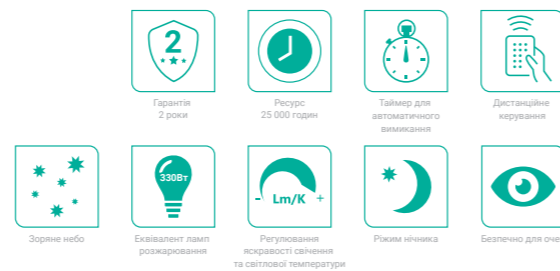 2
Гарантія
2 роки
Ресурс
25 000 годин
Таймер для
автоматичного
вимикання
Дистанційне
керування
Зоряне небо
330Вт
Еквівалент ламп
розжарювання
- Lm/K +
Регулювання
яскравості свічення
та світлової температури
Ріжим нічника
Безпечно для оче